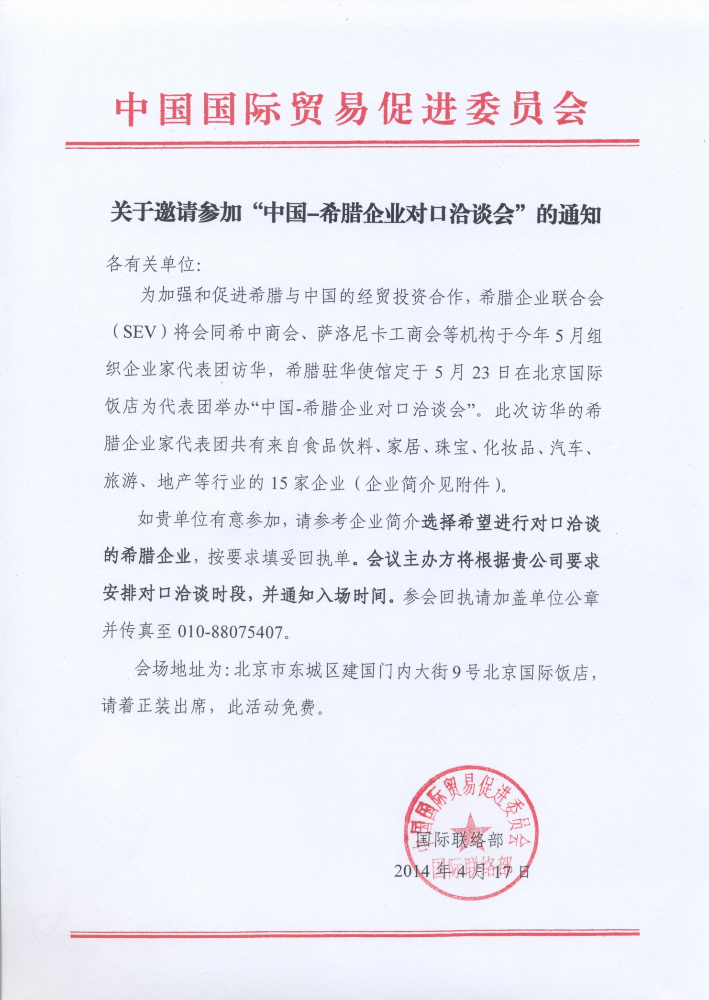 中国国际贸易促进委员会
关于邀请参加“中国–希腊企业对口洽谈会”的通知
各有关单位：
为加强和促进希腊与中国的经贸投资合作，希腊企业联合会
（SEV）将会同希中商会、萨洛尼卡工商会等机构于今年 5 月组
织企业家代表团访华，希腊驻华使馆定于 5 月 23 日在北京国际
饭店为代表团举办“中国-希腊企业对口洽谈会”。此次访华的希
腊企业家代表团共有来自食品饮料、家居、珠宝、化妆品、汽车、
旅游、地产等行业的 15 家企业（企业简介见附件）。
如贵单位有意参加，请参考企业简介选择希望进行对口洽谈
的希腊企业，按要求填妥回执单。会议主办方将根据贵公司要求
安排对口洽谈时段，并通知入场时间。参会回执请加盖单位公章
并传真至 010-88075407。
会场地址为：北京市东城区建国门内大街 9 号北京国际饭店，
请着正装出席，此活动免费。
中国国际贸易促进委员会
国际联络部
国际联络部
2014 年 4 月 17 日